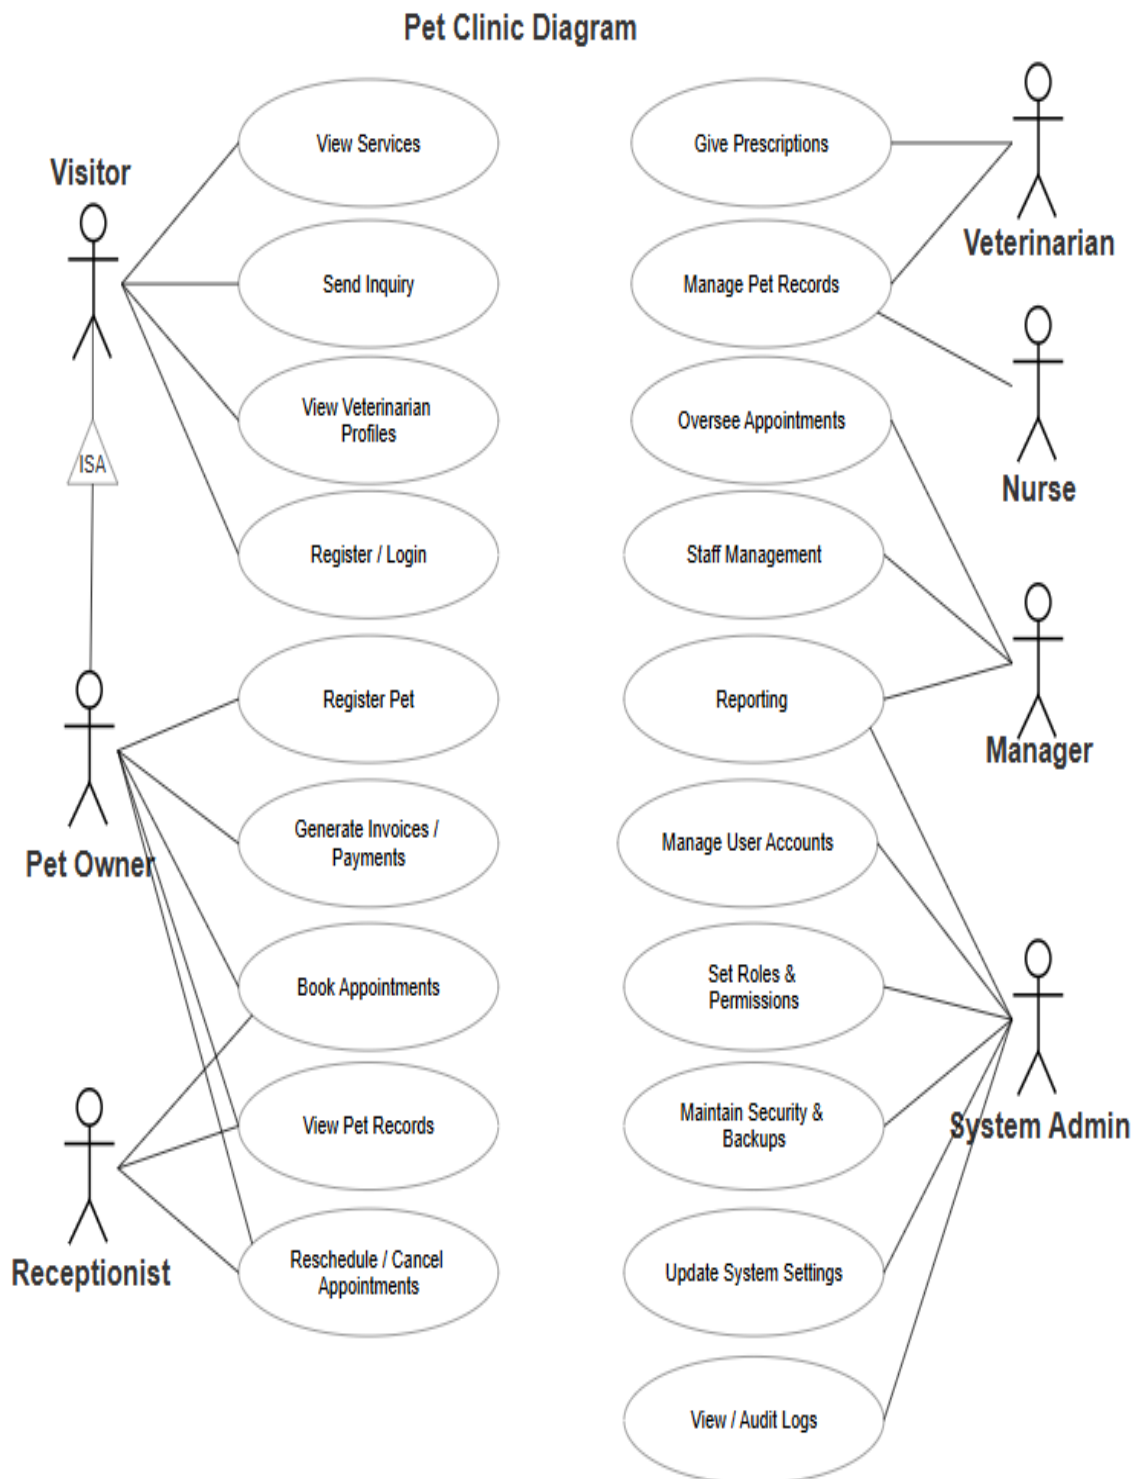 Pet Clinic Diagram
Visitor
View Services
Send Inquiry
View Veterinarian
Profiles
Register / Login
ISA
Pet Owner
Register Pet
Generate Invoices /
Payments
Book Appointments
View Pet Records
Reschedule / Cancel
Appointments
Receptionist
Give Prescriptions
Manage Pet Records
Oversee Appointments
Staff Management
Reporting
Manage User Accounts
Set Roles &
Permissions
Maintain Security &
Backups
Update System Settings
View / Audit Logs
Veterinarian
Nurse
Manager
System Admin